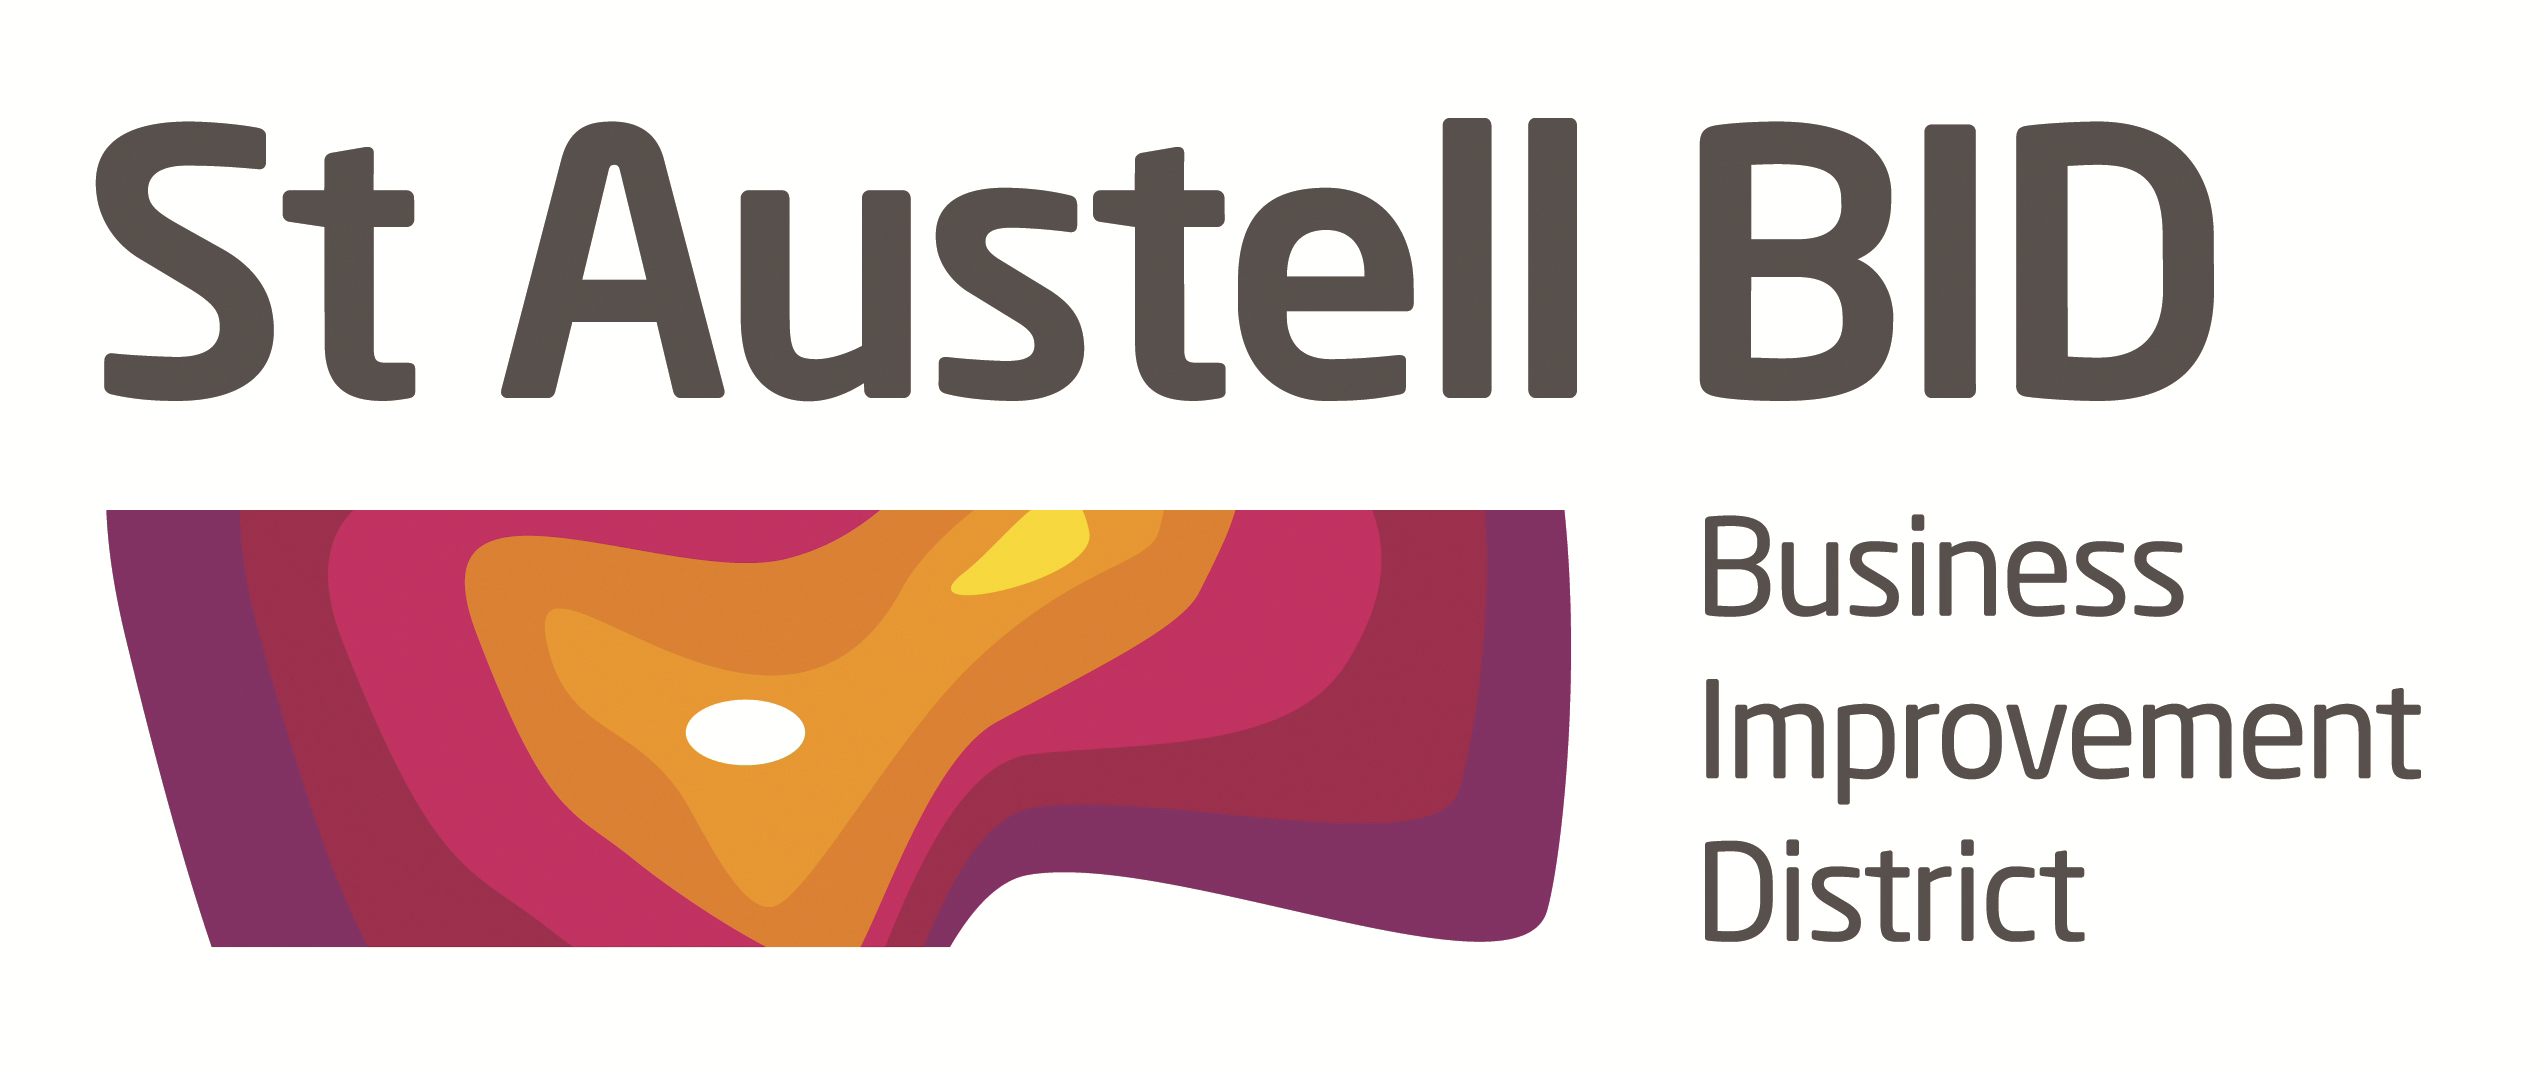 St Austell BID
Business
Improvement
District